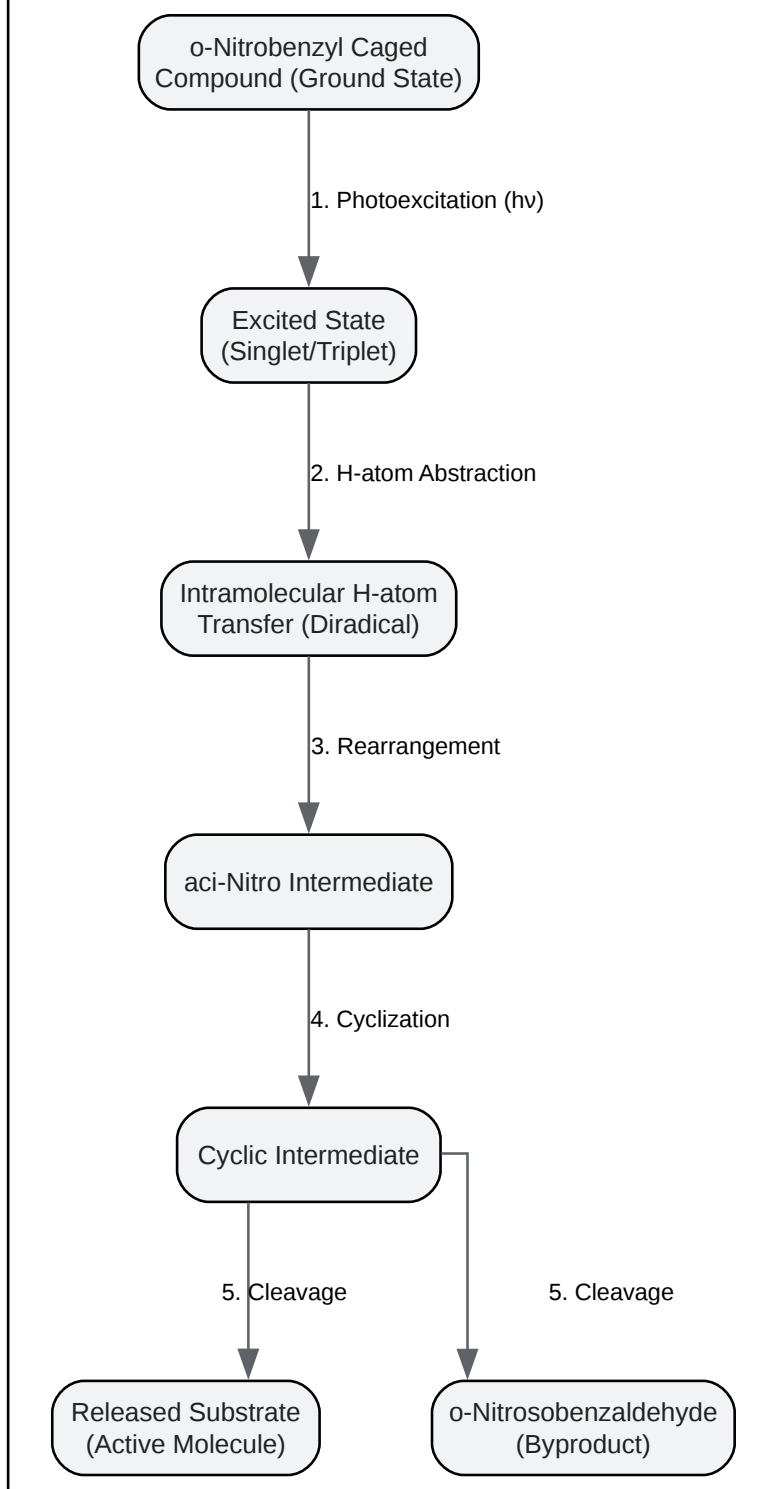 o-Nitrobenzyl Caged
Compound (Ground State)
1. Photoexcitation (hν)
Excited State
(Singlet/Triplet)
2. H-atom Abstraction
Intramolecular H-atom
Transfer (Diradical)
3. Rearrangement
aci-Nitro Intermediate
4. Cyclization
Cyclic Intermediate
5. Cleavage
5. Cleavage
Released Substrate
(Active Molecule)
o-Nitrosobenzaldehyde
(Byproduct)